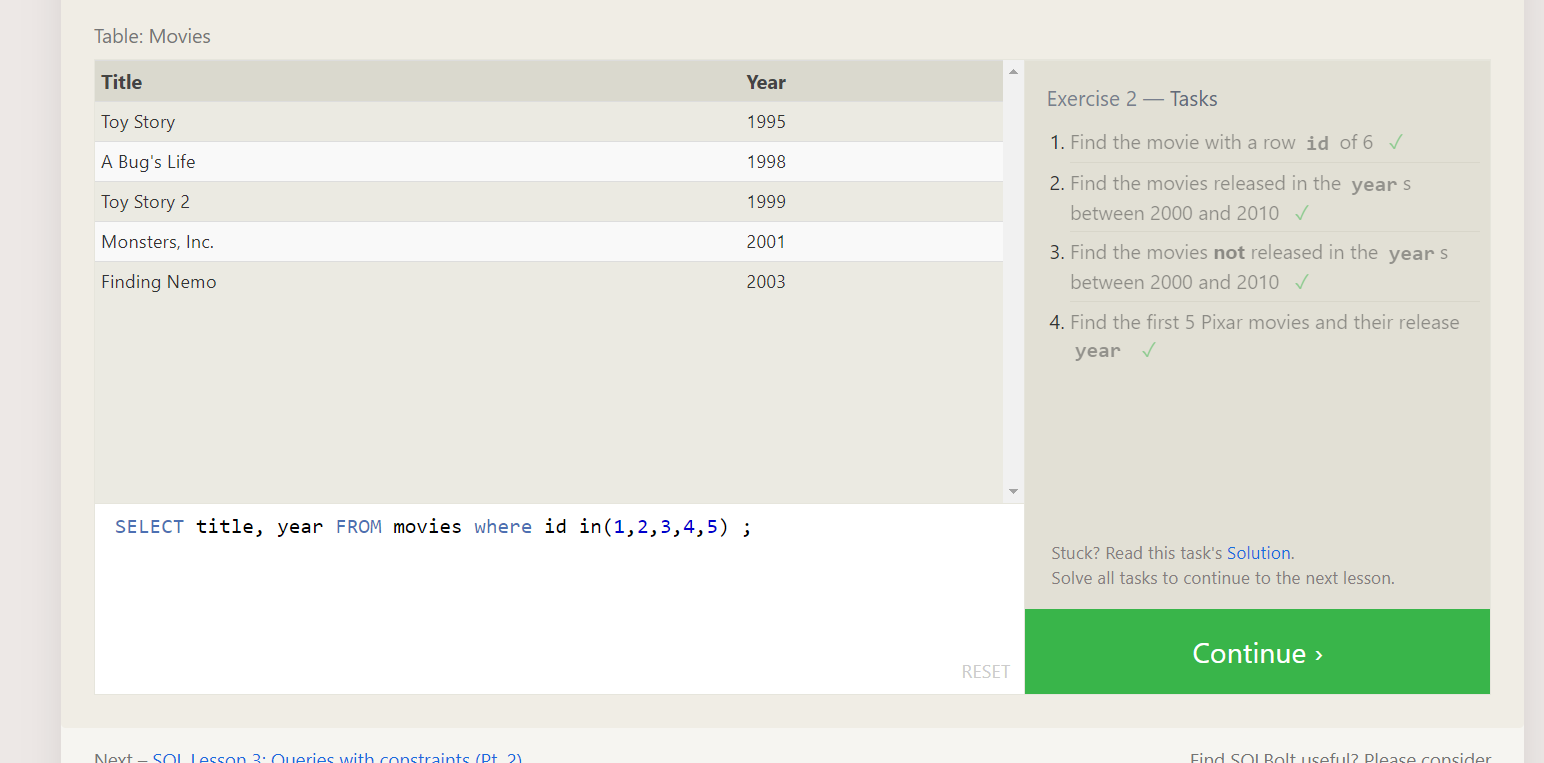 Table: Movies
Title Year
Toy Story 1995
A Bug's Life 1998
Toy Story 2 1999
Monsters, Inc. 2001
Finding Nemo 2003
SELECT title, year FROM movies where id in(1,2,3,4,5) ;
RESET
Exercise 2 — Tasks
1. Find the movie with a row id of 6 ✓
2. Find the movies released in the year s
between 2000 and 2010 ✓
3. Find the movies not released in the year s
between 2000 and 2010 ✓
4. Find the first 5 Pixar movies and their release
year ✓
Stuck? Read this task's Solution.
Solve all tasks to continue to the next lesson.
Continue ›
Next – SQL Lesson 3: Queries with constraints (Pt. 2)
Find SQLBolt useful? Please consider